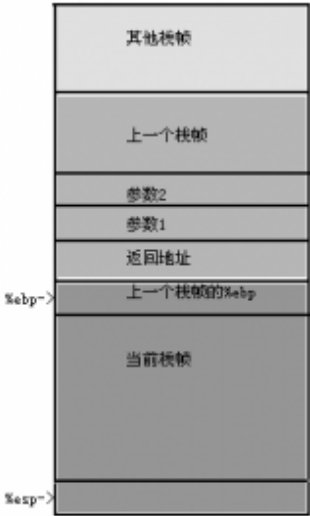 其他栈帧
上一个栈帧
参数2
参数1
返回地址
%ebp->
上一个栈帧的%ebp
当前栈帧
%esp->